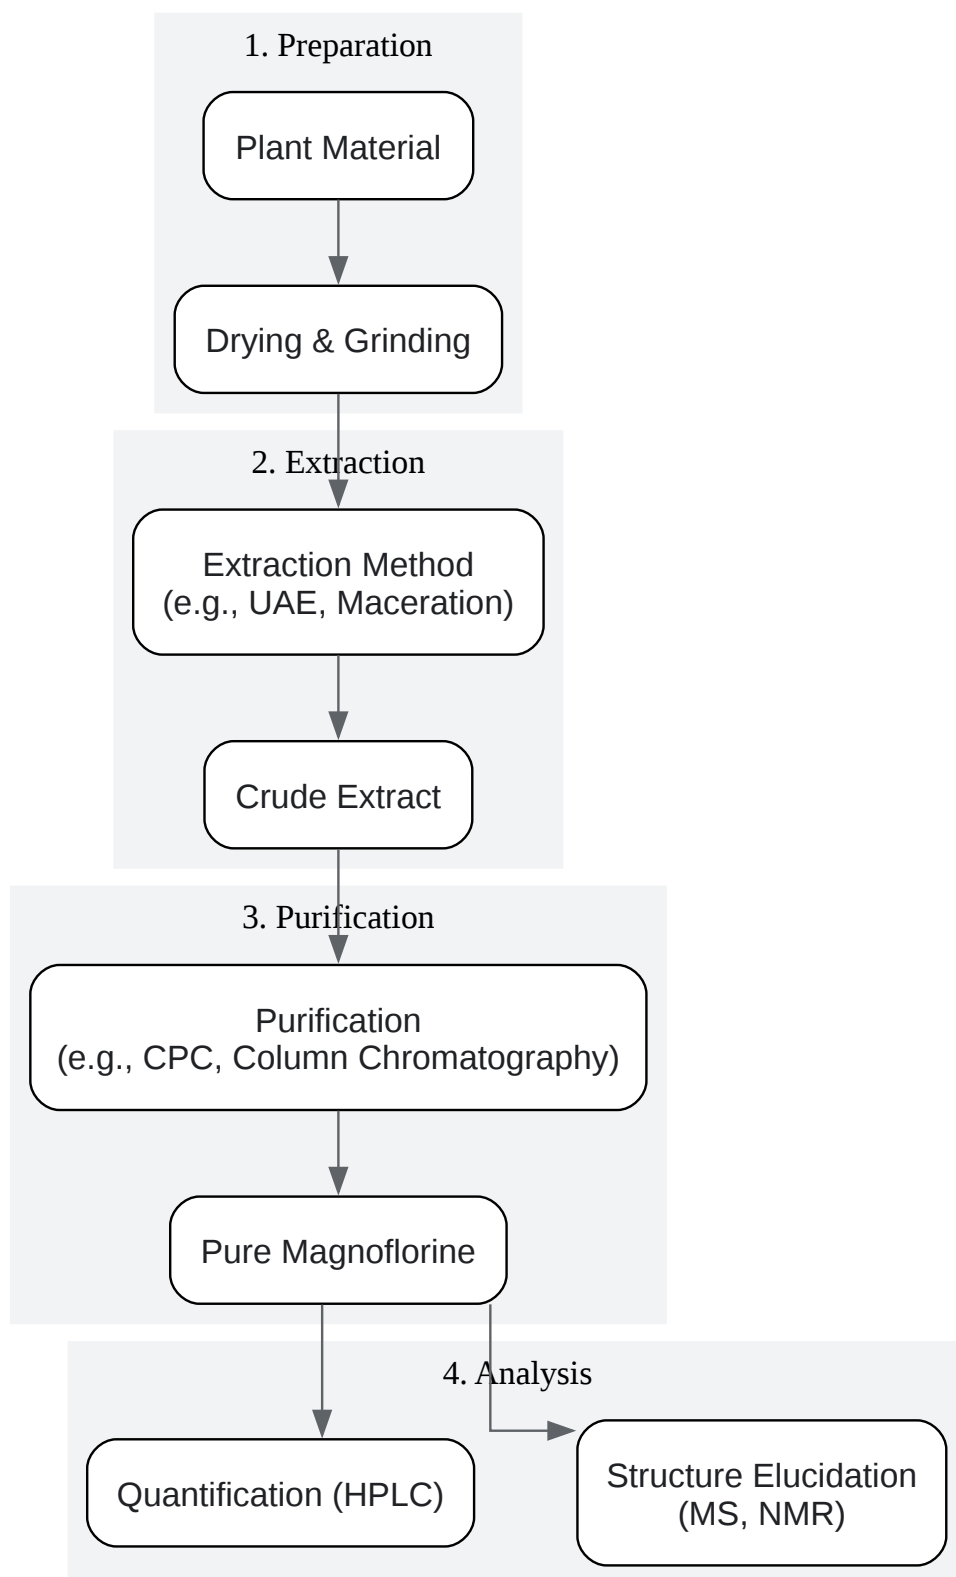 1. Preparation
Plant Material
Drying & Grinding
2. Extraction
Extraction Method
(e.g., UAE, Maceration)
Crude Extract
3. Purification
Purification
(e.g., CPC, Column Chromatography)
Pure Magnoflorine
4. Analysis
Quantification (HPLC)
Structure Elucidation
(MS, NMR)